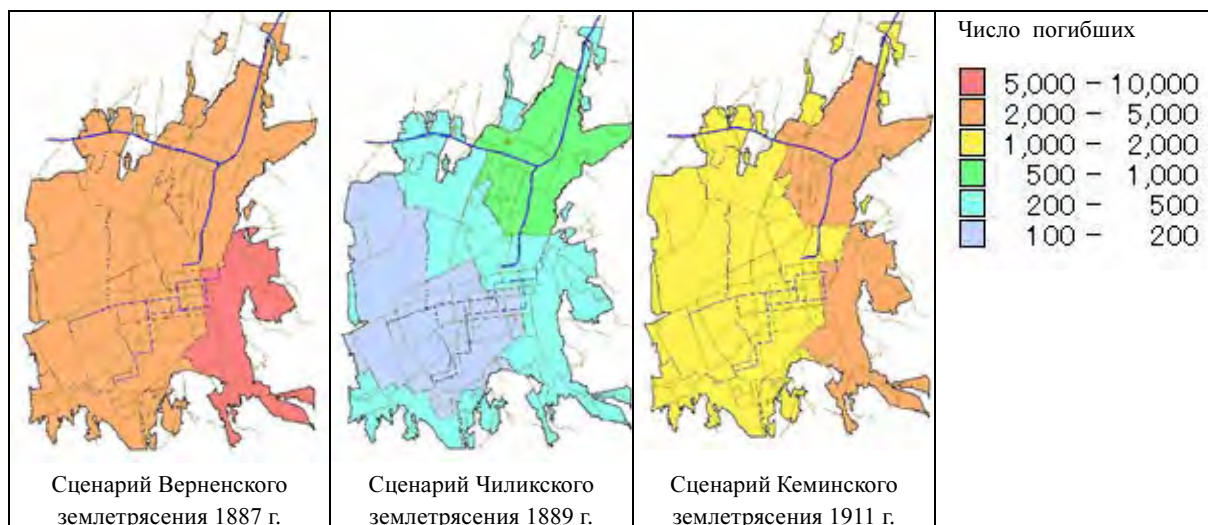 Число погибших
5,000 - 10,000
2,000 - 5,000
1,000 - 2,000
500 - 1,000
200 - 500
100 - 200
Сценарий Верненского
землетрясения 1887 г.
Сценарий Чиликского
землетрясения 1889 г.
Сценарий Кеминского
землетрясения 1911 г.